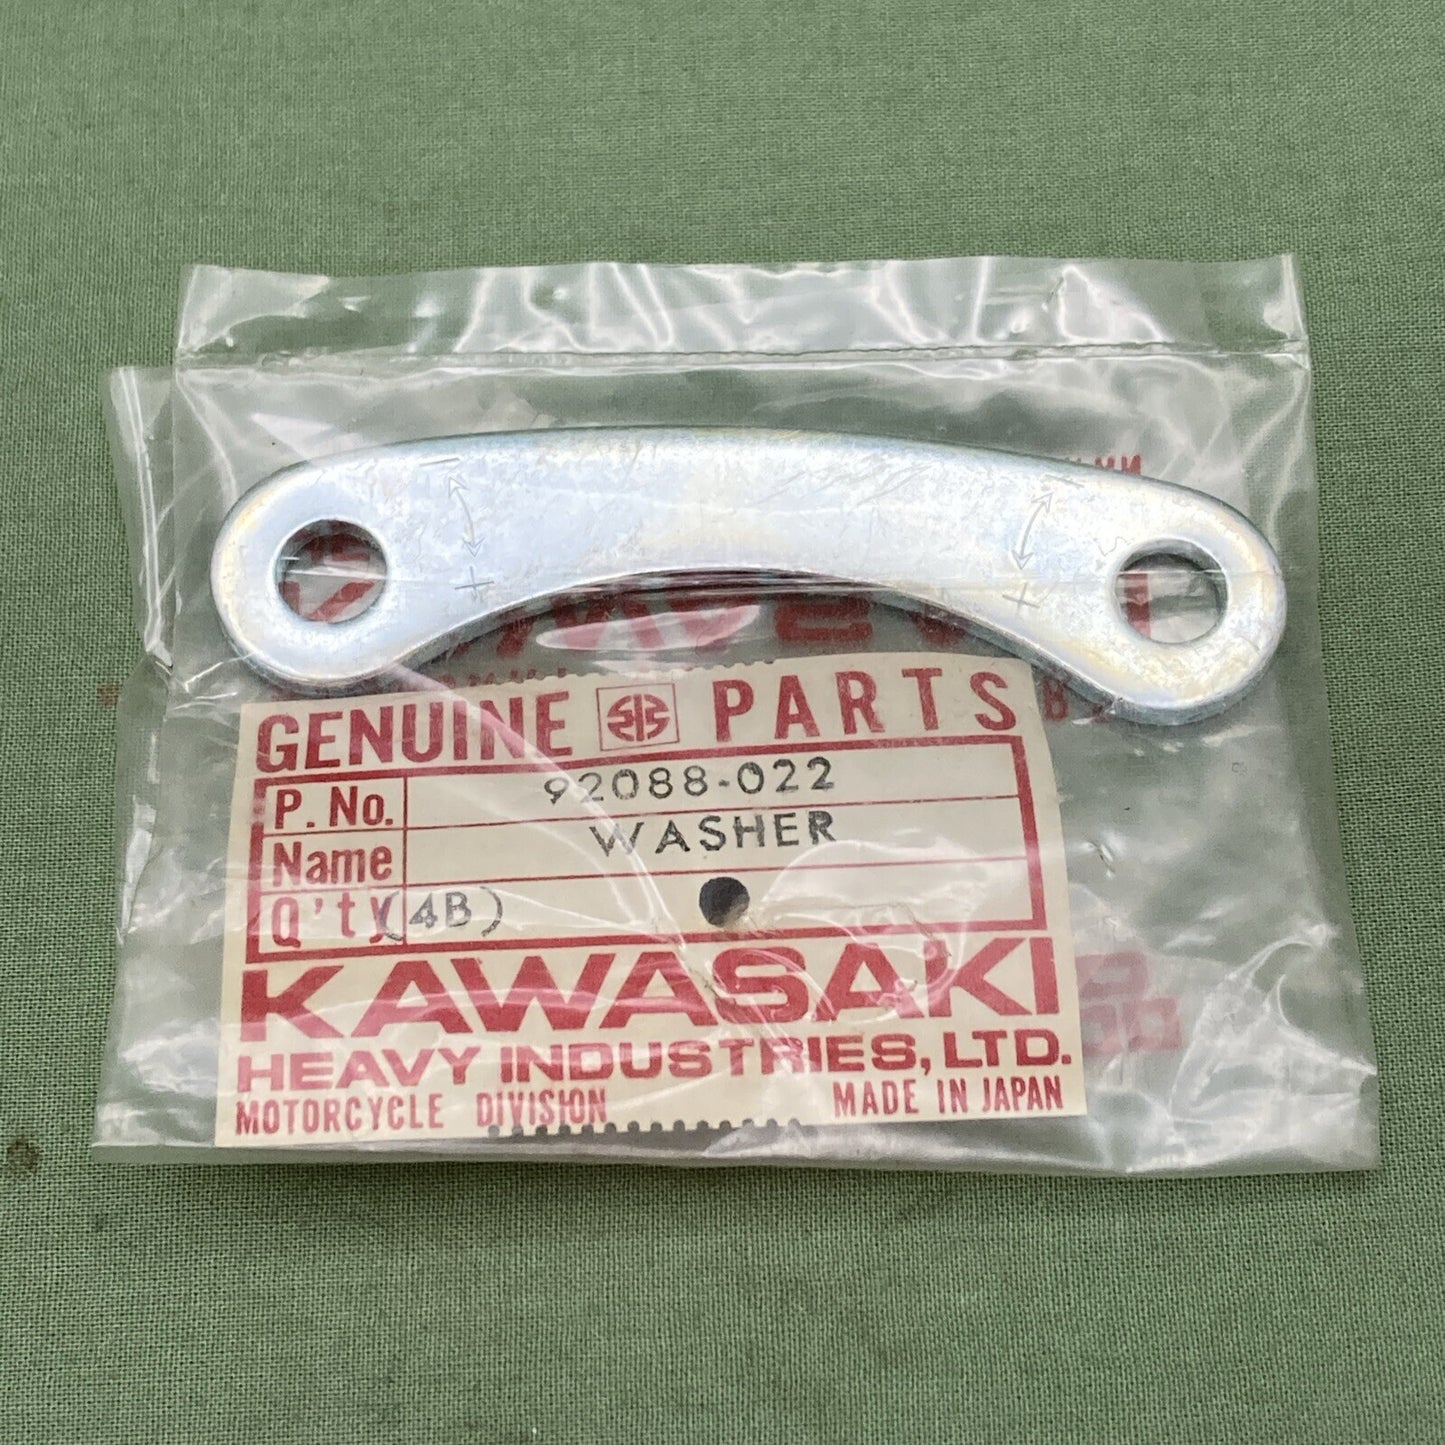 − −
+ +
GENUINE PARTS
P. No. 92088-022
Name WASHER
Q'ty (4B)
KAWASAKI
HEAVY INDUSTRIES, LTD.
MOTORCYCLE DIVISION MADE IN JAPAN